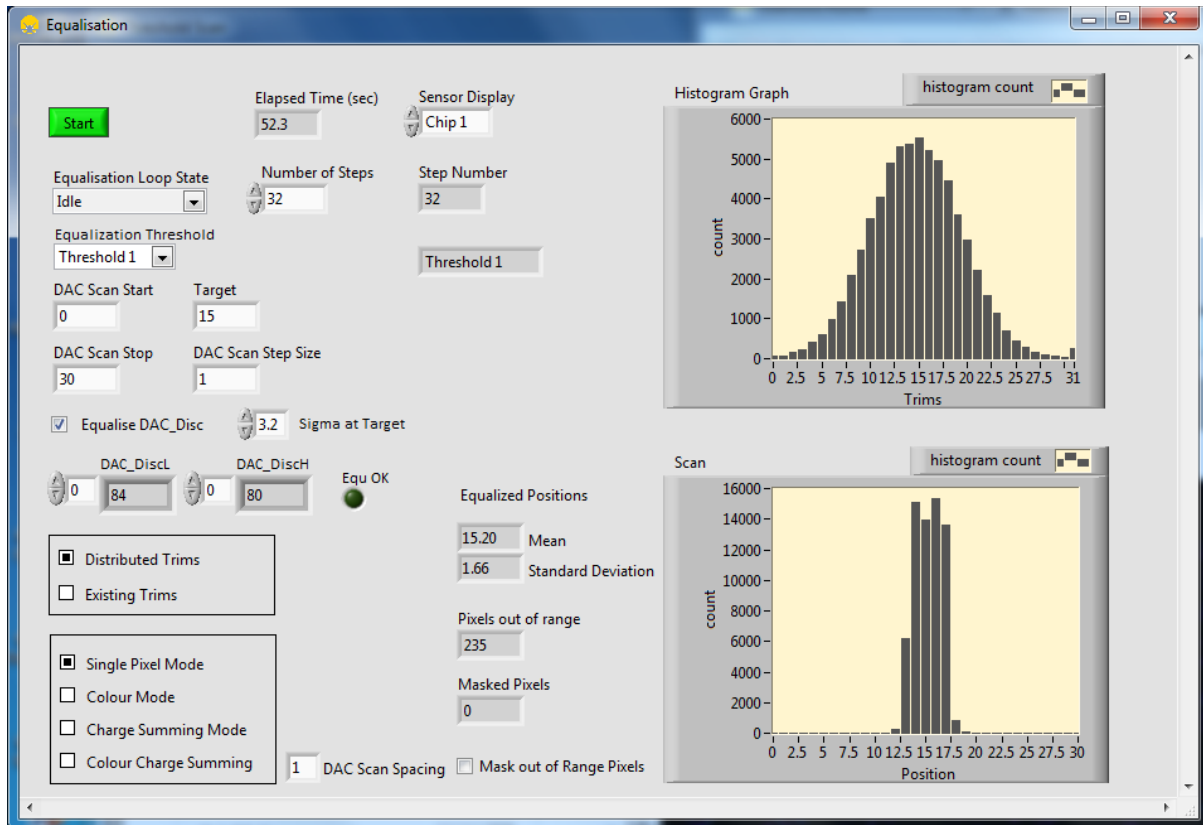 Equalisation
Start
Elapsed Time (sec)
52.3
Sensor Display
Chip 1
Equalisation Loop State
Idle
Number of Steps
32
Step Number
32
Equalization Threshold
Threshold 1
Threshold 1
DAC Scan Start
0
Target
15
DAC Scan Stop
30
DAC Scan Step Size
1
Equalise DAC_Disc
3.2 Sigma at Target
DAC_DiscL
0 84
DAC_DiscH
0 80
Equ OK
Distributed Trims
Existing Trims
Single Pixel Mode
Colour Mode
Charge Summing Mode
Colour Charge Summing
Equalized Positions
15.20 Mean
1.66 Standard Deviation
Pixels out of range
235
Masked Pixels
0
1 DAC Scan Spacing
Mask out of Range Pixels
Histogram Graph
histogram count
6000
5000
4000
3000
2000
1000
0
count
0 2.5 5 7.5 10 12.5 15 17.5 20 22.5 25 27.5 31
Trims
Scan
histogram count
16000
14000
12000
10000
8000
6000
4000
2000
0
count
0 2.5 5 7.5 10 12.5 15 17.5 20 22.5 25 27.5 30
Position